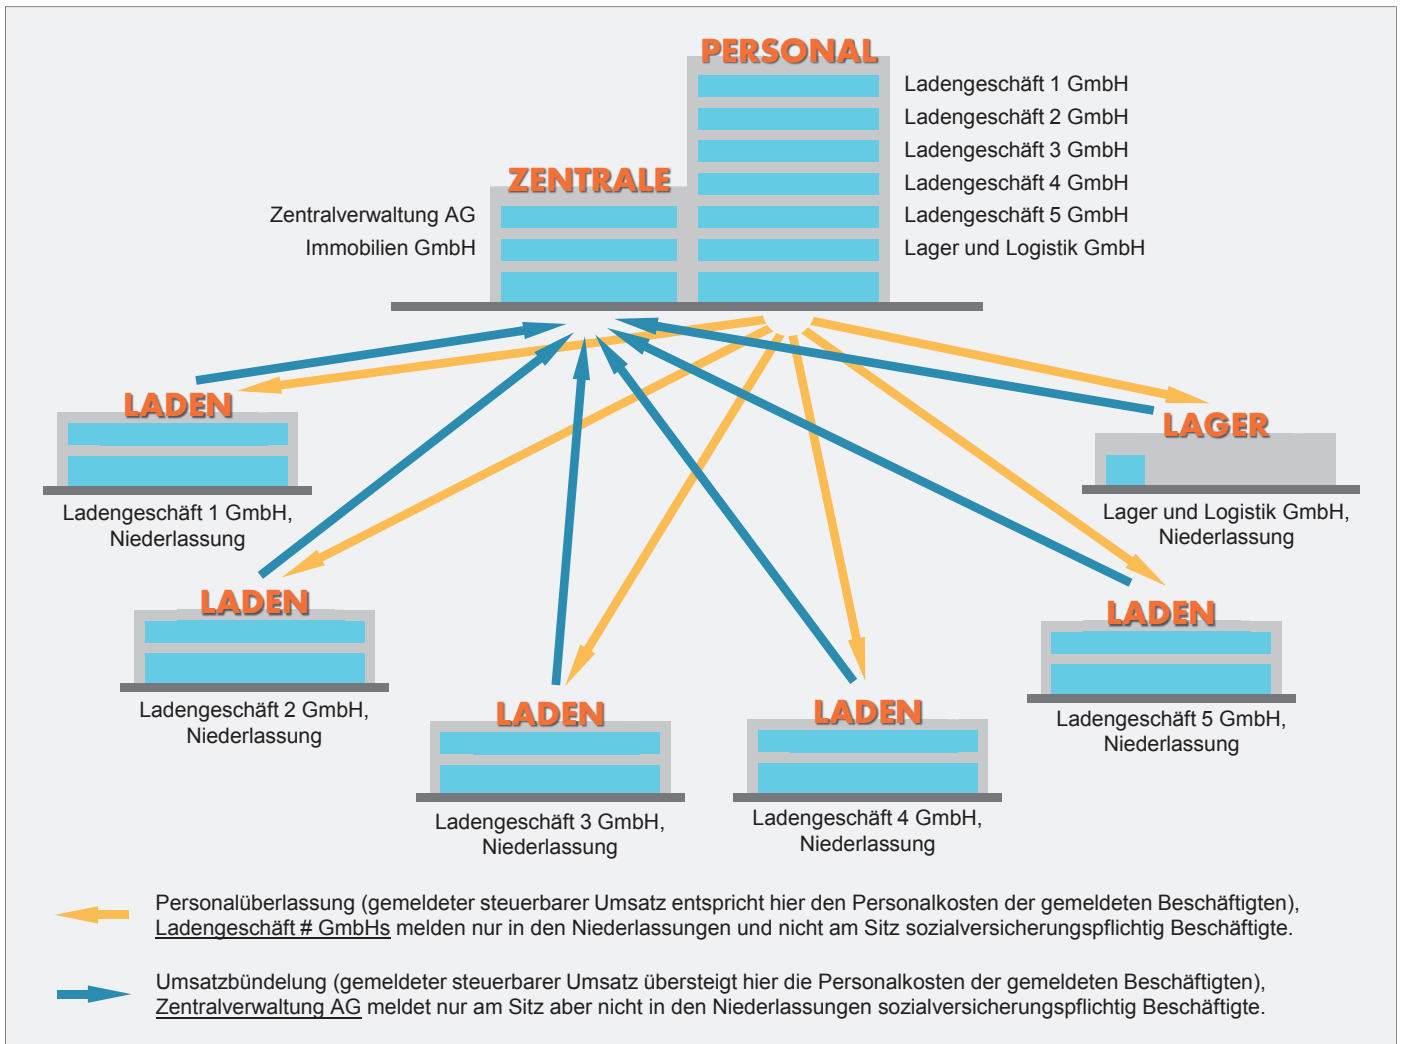 PERSONAL
Ladengeschäft 1 GmbH
Ladengeschäft 2 GmbH
Ladengeschäft 3 GmbH
Ladengeschäft 4 GmbH
Ladengeschäft 5 GmbH
Lager und Logistik GmbH
ZENTRALE
Zentralverwaltung AG
Immobilien GmbH
LADEN
Ladengeschäft 1 GmbH,
Niederlassung
LAGER
Lager und Logistik GmbH,
Niederlassung
LADEN
Ladengeschäft 2 GmbH,
Niederlassung
LADEN
Ladengeschäft 3 GmbH,
Niederlassung
LADEN
Ladengeschäft 4 GmbH,
Niederlassung
LADEN
Ladengeschäft 5 GmbH,
Niederlassung
Personalüberlassung (gemeldeter steuerbarer Umsatz entspricht hier den Personalkosten der gemeldeten Beschäftigten),
Ladengeschäft # GmbHs melden nur in den Niederlassungen und nicht am Sitz sozialversicherungspflichtig Beschäftigte.
Umsatzbündelung (gemeldeter steuerbarer Umsatz übersteigt hier die Personalkosten der gemeldeten Beschäftigten),
Zentralverwaltung AG meldet nur am Sitz aber nicht in den Niederlassungen sozialversicherungspflichtig Beschäftigte.